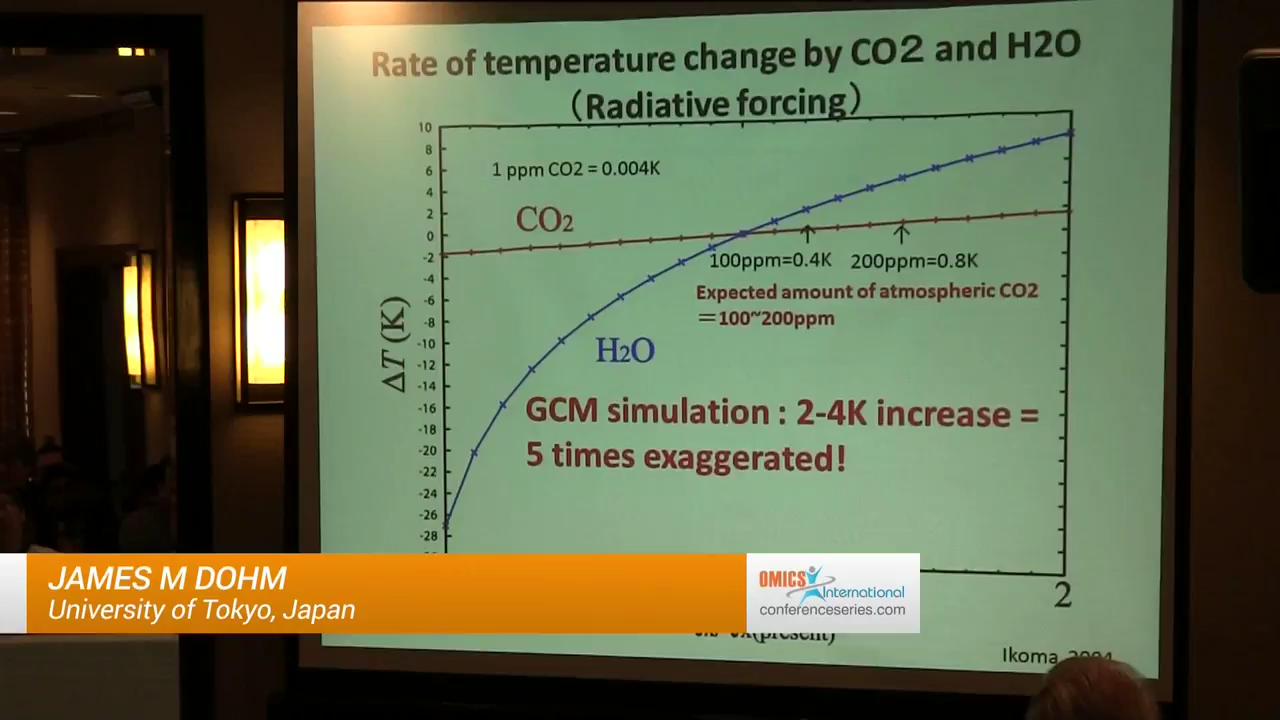 Rate of temperature change by CO2 and H2O
(Radiative forcing)
10
8
6
4
2
0
-2
-4
-6
-8
-10
-12
-14
-16
-18
-20
-22
-24
-26
-28
ΔT (K)
1 ppm CO2 = 0.004K
CO2
100ppm=0.4K 200ppm=0.8K
Expected amount of atmospheric CO2
=100~200ppm
H2O
GCM simulation : 2-4K increase =
5 times exaggerated!
2
(present)
Ikoma
JAMES M DOHM
University of Tokyo, Japan
OMICS International
conferenceseries.com